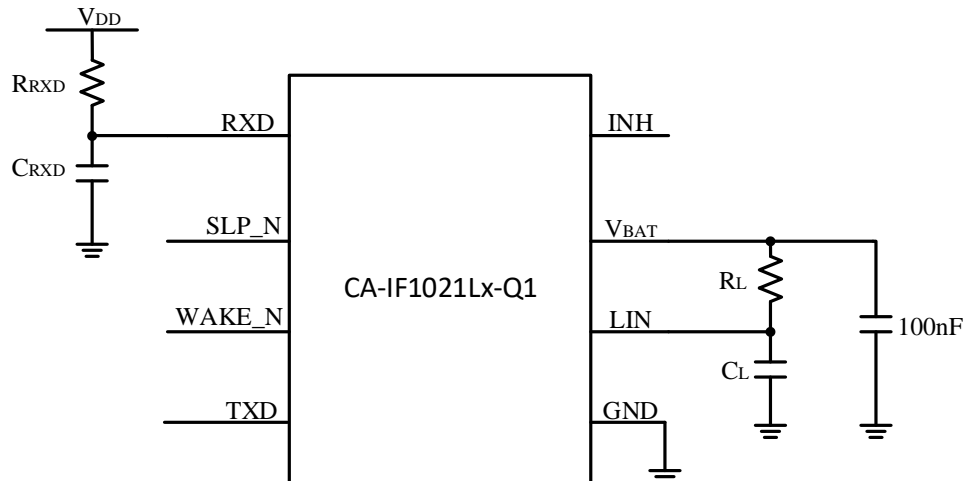 VDD
RRXD
RXD
INH
CRXD
SLP_N
VBAT
RL
CA-IF1021Lx-Q1
WAKE_N
LIN
100nF
CL
TXD
GND